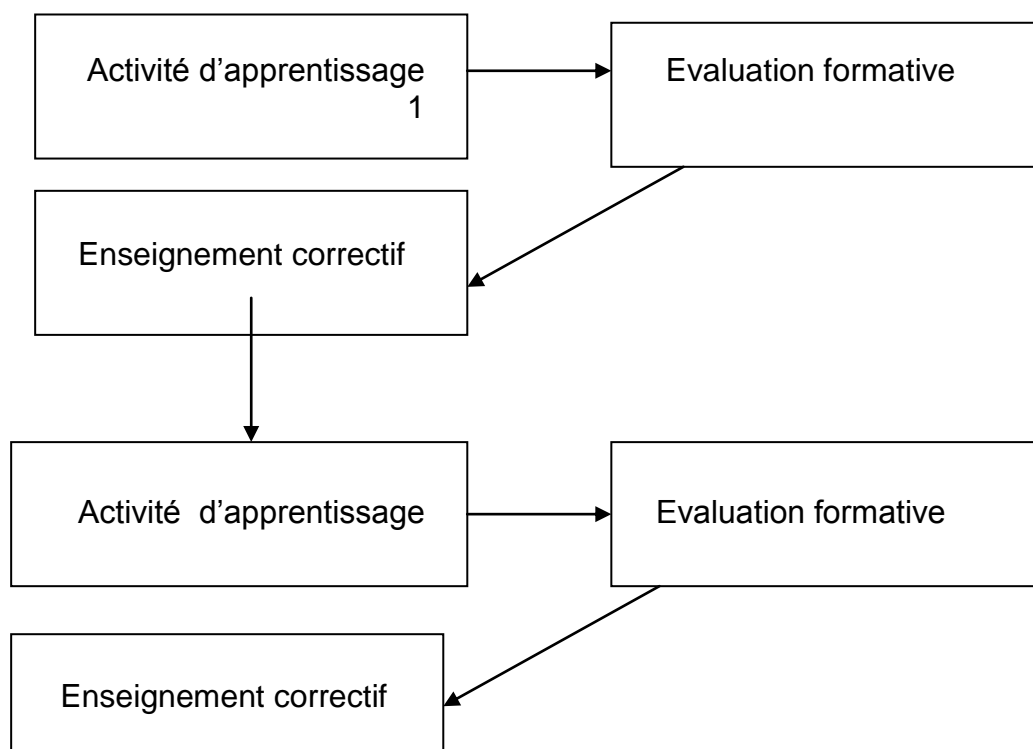 Activité d’apprentissage
1
Evaluation formative
Enseignement correctif
Activité d’apprentissage
Evaluation formative
Enseignement correctif